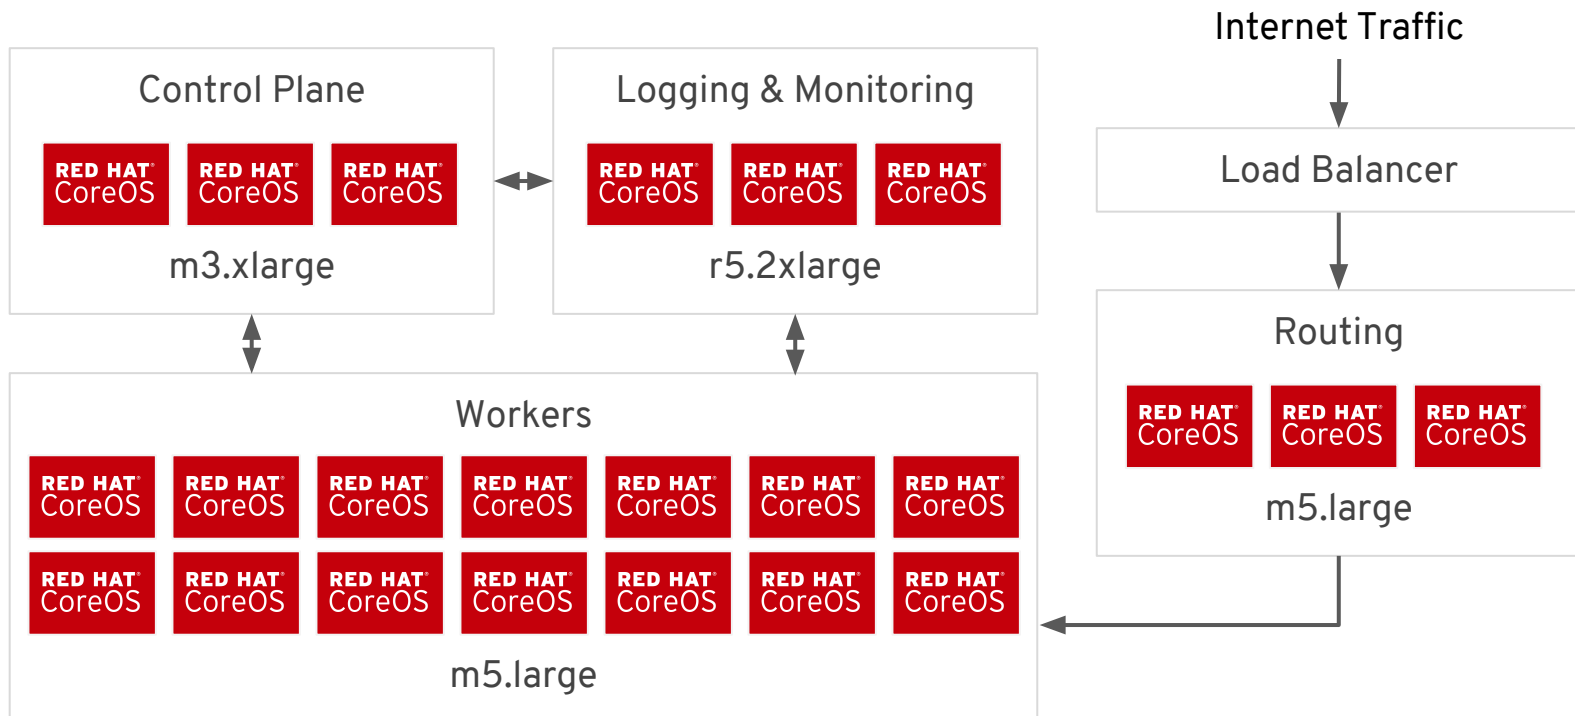 Internet Traffic
Control Plane
RED HAT®
CoreOS
RED HAT®
CoreOS
RED HAT®
CoreOS
m3.xlarge
Logging & Monitoring
RED HAT®
CoreOS
RED HAT®
CoreOS
RED HAT®
CoreOS
r5.2xlarge
Load Balancer
Routing
RED HAT®
CoreOS
RED HAT®
CoreOS
RED HAT®
CoreOS
m5.large
Workers
RED HAT®
CoreOS
RED HAT®
CoreOS
RED HAT®
CoreOS
RED HAT®
CoreOS
RED HAT®
CoreOS
RED HAT®
CoreOS
RED HAT®
CoreOS
RED HAT®
CoreOS
RED HAT®
CoreOS
RED HAT®
CoreOS
RED HAT®
CoreOS
RED HAT®
CoreOS
RED HAT®
CoreOS
RED HAT®
CoreOS
m5.large